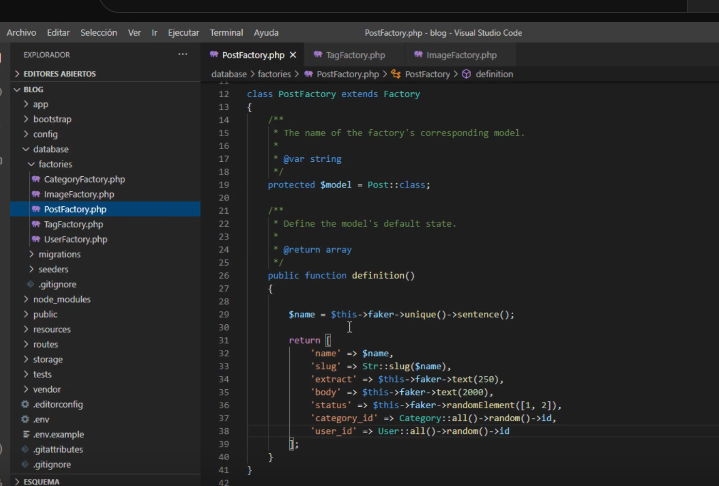 Archivo Editar Selección Ver Ir Ejecutar Terminal Ayuda
PostFactory.php - blog - Visual Studio Code
EXPLORADOR ···
PostFactory.php × TagFactory.php ImageFactory.php
EDITORES ABIERTOS
database > factories > PostFactory.php > PostFactory > definition
BLOG
app
bootstrap
config
database
factories
CategoryFactory.php
ImageFactory.php
PostFactory.php
TagFactory.php
UserFactory.php
migrations
seeders
.gitignore
node_modules
public
resources
routes
storage
tests
vendor
.editorconfig
.env
.env.example
.gitattributes
.gitignore
ESQUEMA
12 class PostFactory extends Factory
13 {
14 /**
15 * The name of the factory's corresponding model.
16 *
17 * @var string
18 */
19 protected $model = Post::class;
20
21 /**
22 * Define the model's default state.
23 *
24 * @return array
25 */
26 public function definition()
27 {
28
29 $name = $this->faker->unique()->sentence();
30
31 return [
32 'name' => $name,
33 'slug' => Str::slug($name),
34 'extract' => $this->faker->text(250),
35 'body' => $this->faker->text(2000),
36 'status' => $this->faker->randomElement([1, 2]),
37 'category_id' => Category::all()->random()->id,
38 'user_id' => User::all()->random()->id
39 ];
40 }
41 }
42